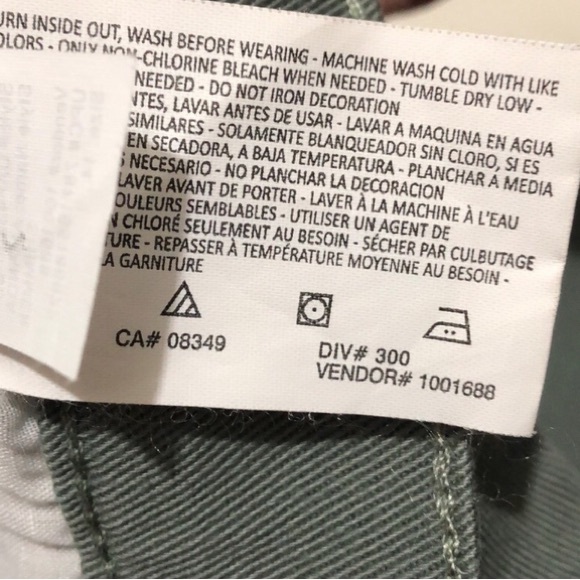 URN INSIDE OUT, WASH BEFORE WEARING - MACHINE WASH COLD WITH LIKE
OLORS - ONLY NON-CHLORINE BLEACH WHEN NEEDED - TUMBLE DRY LOW -
NEEDED - DO NOT IRON DECORATION
NTES, LAVAR ANTES DE USAR - LAVAR A MAQUINA EN AGUA
SIMILARES - SOLAMENTE BLANQUEADOR SIN CLORO, SI ES
EN SECADORA, A BAJA TEMPERATURA - PLANCHAR A MEDIA
NECESARIO - NO PLANCHAR LA DECORACION
LAVER AVANT DE PORTER - LAVER À LA MACHINE À L'EAU
OULEURS SEMBLABLES - UTILISER UN AGENT DE
N CHLORÉ SEULEMENT AU BESOIN - SÉCHER PAR CULBUTAGE
TURE - REPASSER À TEMPÉRATURE MOYENNE AU BESOIN -
A GARNITURE
CA# 08349
DIV# 300
VENDOR# 1001688